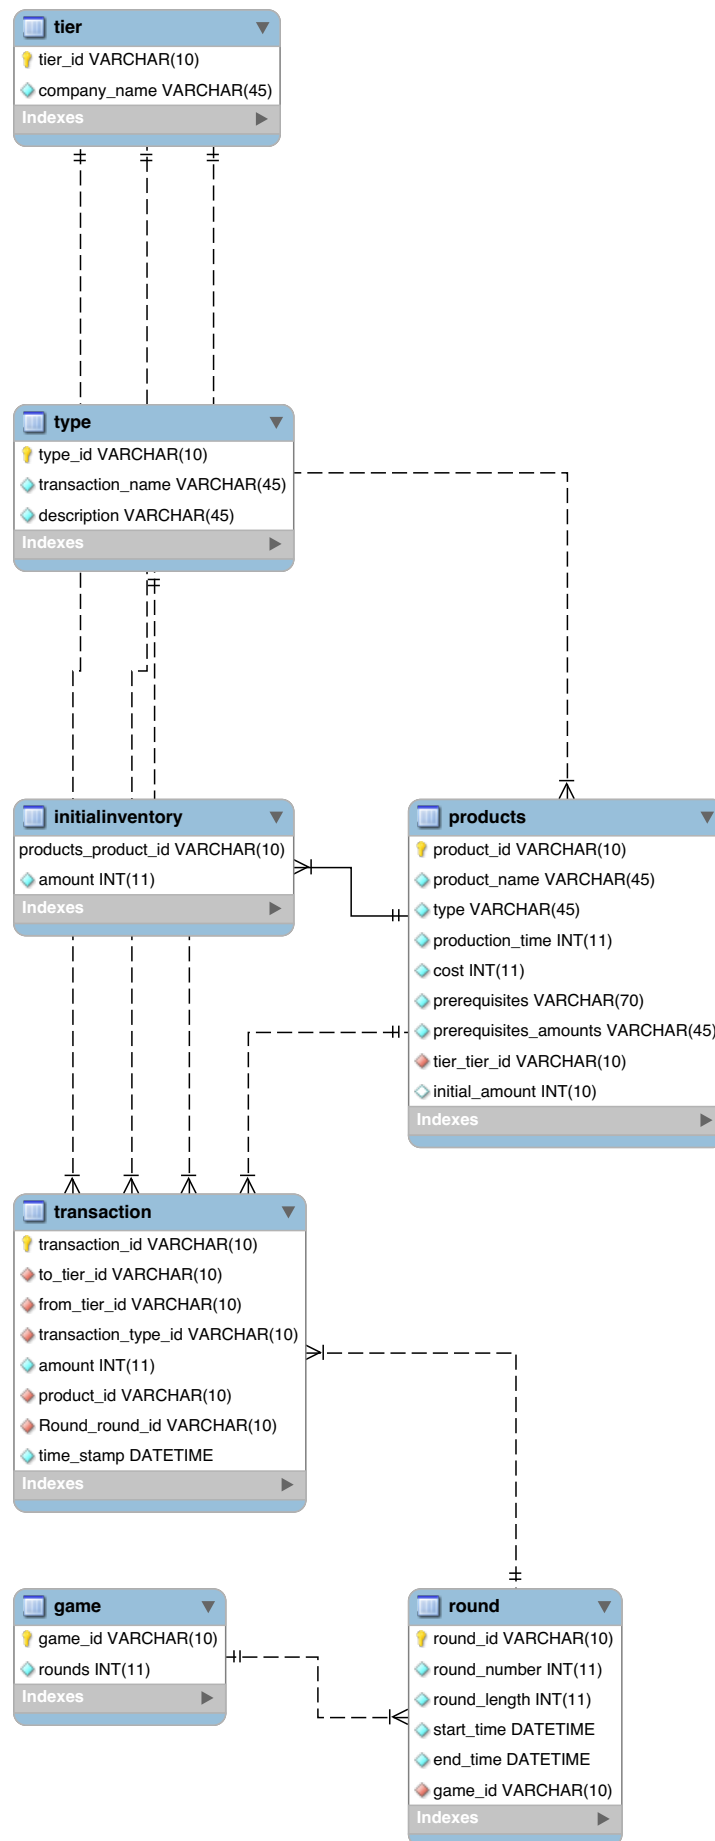 tier
tier_id VARCHAR(10)
company_name VARCHAR(45)
Indexes
type
type_id VARCHAR(10)
transaction_name VARCHAR(45)
description VARCHAR(45)
Indexes
initialinventory
products_product_id VARCHAR(10)
amount INT(11)
Indexes
products
product_id VARCHAR(10)
product_name VARCHAR(45)
type VARCHAR(45)
production_time INT(11)
cost INT(11)
prerequisites VARCHAR(70)
prerequisites_amounts VARCHAR(45)
tier_tier_id VARCHAR(10)
initial_amount INT(10)
Indexes
transaction
transaction_id VARCHAR(10)
to_tier_id VARCHAR(10)
from_tier_id VARCHAR(10)
transaction_type_id VARCHAR(10)
amount INT(11)
product_id VARCHAR(10)
Round_round_id VARCHAR(10)
time_stamp DATETIME
Indexes
game
game_id VARCHAR(10)
rounds INT(11)
Indexes
round
round_id VARCHAR(10)
round_number INT(11)
round_length INT(11)
start_time DATETIME
end_time DATETIME
game_id VARCHAR(10)
Indexes